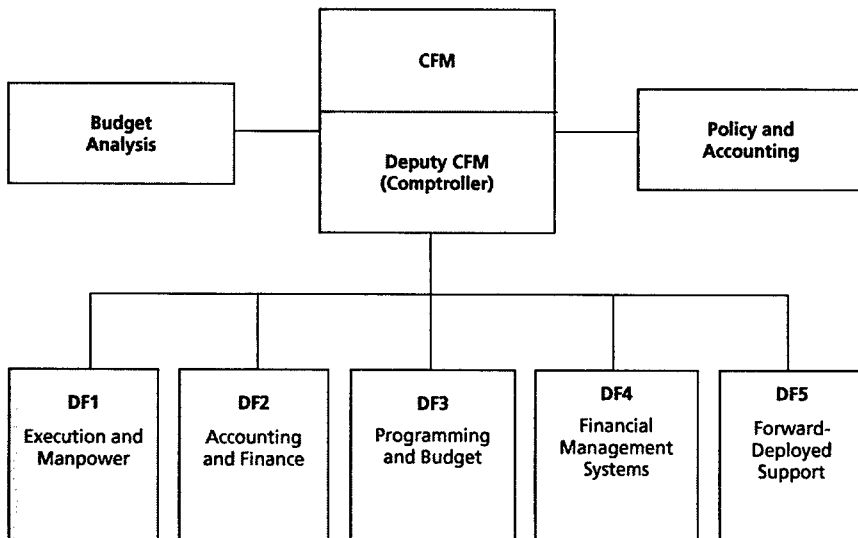 CFM
Budget
Analysis
Deputy CFM
(Comptroller)
Policy and
Accounting
DF1
Execution and
Manpower
DF2
Accounting
and Finance
DF3
Programming
and Budget
DF4
Financial
Management
Systems
DF5
Forward-
Deployed
Support